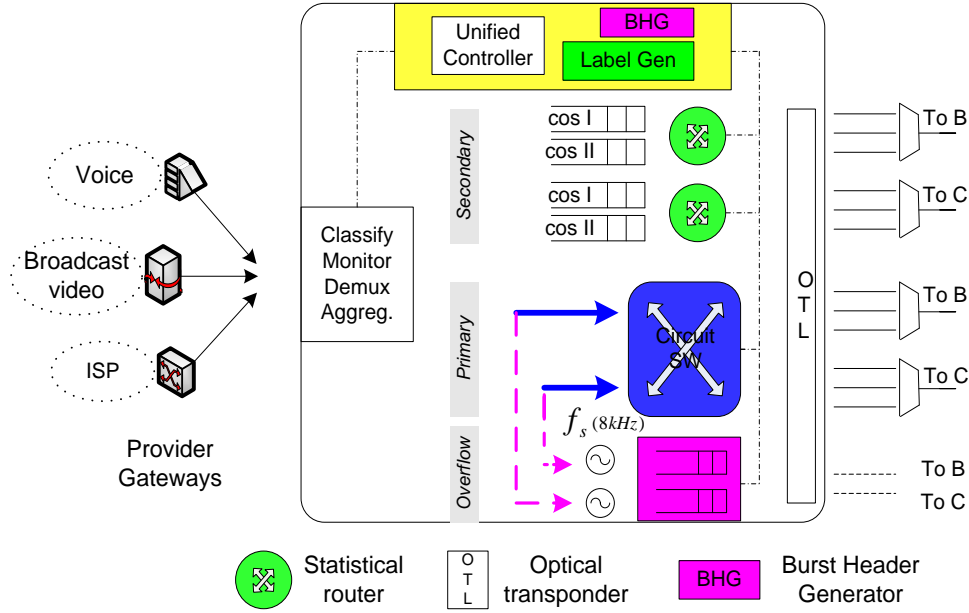 BHG
Unified
Controller
Label Gen
Voice
Broadcast
video
ISP
Provider
Gateways
Classify
Monitor
Demux
Aggreg.
Secondary
cos I
cos II
cos I
cos II
Primary
Circuit
SW
Overflow
f_s (8kHz)
O
T
L
To B
To C
To B
To C
To B
To C
Statistical
router
O
T
L
Optical
transponder
BHG
Burst Header
Generator